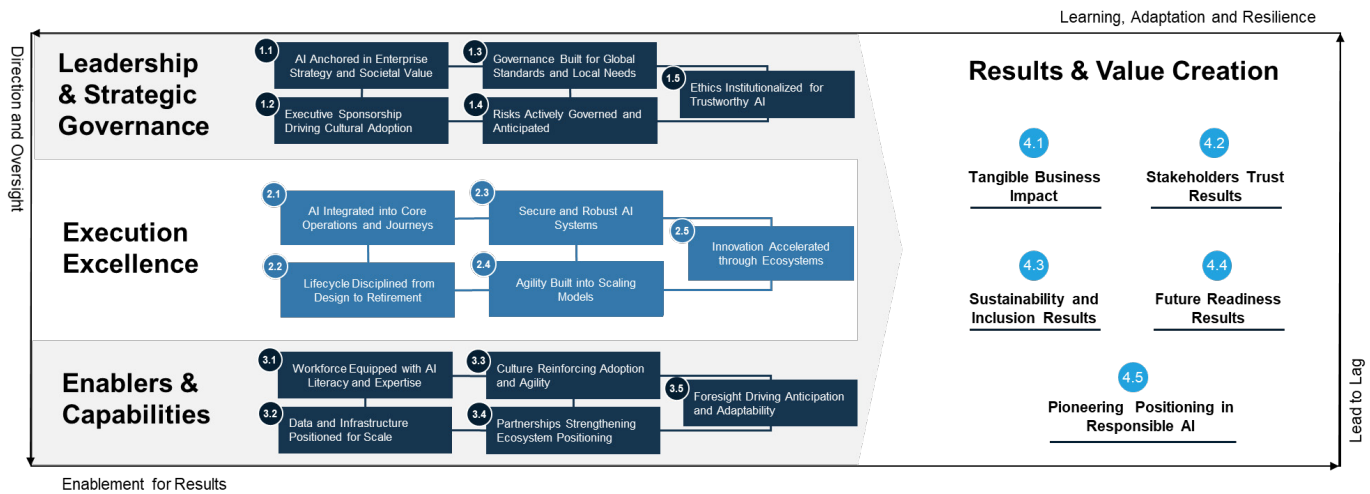 Learning, Adaptation and Resilience
Direction and Oversight
Leadership
& Strategic
Governance
1.1
AI Anchored in Enterprise
Strategy and Societal Value
1.2
Executive Sponsorship
Driving Cultural Adoption
1.3
Governance Built for Global
Standards and Local Needs
1.4
Risks Actively Governed and
Anticipated
1.5
Ethics Institutionalized for
Trustworthy AI
Execution
Excellence
2.1
AI Integrated into Core
Operations and Journeys
2.2
Lifecycle Disciplined from
Design to Retirement
2.3
Secure and Robust AI
Systems
2.4
Agility Built into Scaling
Models
2.5
Innovation Accelerated
through Ecosystems
Enablers &
Capabilities
3.1
Workforce Equipped with AI
Literacy and Expertise
3.2
Data and Infrastructure
Positioned for Scale
3.3
Culture Reinforcing Adoption
and Agility
3.4
Partnerships Strengthening
Ecosystem Positioning
3.5
Foresight Driving Anticipation
and Adaptability
Results & Value Creation
4.1
Tangible Business
Impact
4.2
Stakeholders Trust
Results
4.3
Sustainability and
Inclusion Results
4.4
Future Readiness
Results
4.5
Pioneering Positioning in
Responsible AI
Lead to Lag
Enablement for Results